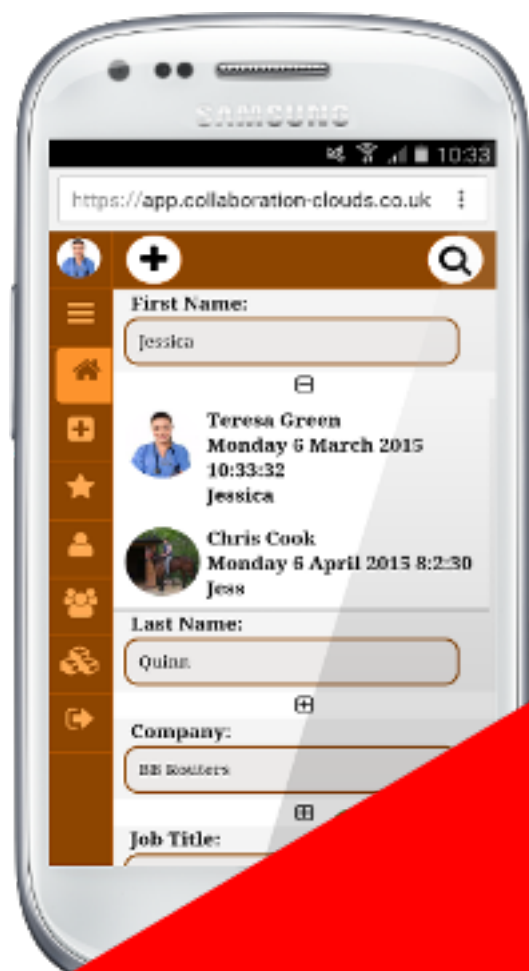 SAMSUNG
10:33
https://app.collaboration-clouds.co.uk
First Name:
Jessica
Teresa Green
Monday 6 March 2015
10:33:32
Jessica
Chris Cook
Monday 6 April 2015 8:2:30
Jess
Last Name:
Quinn
Company:
BB Routers
Job Title: